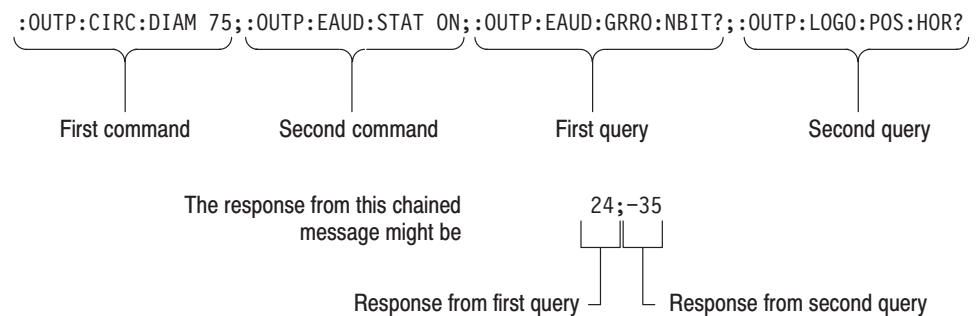 :OUTP:CIRC:DIAM 75;:OUTP:EAUD:STAT ON;:OUTP:EAUD:GRRO:NBIT?;:OUTP:LOGO:POS:HOR?
First command Second command First query Second query
The response from this chained 24;−35
message might be
Response from first query Response from second query